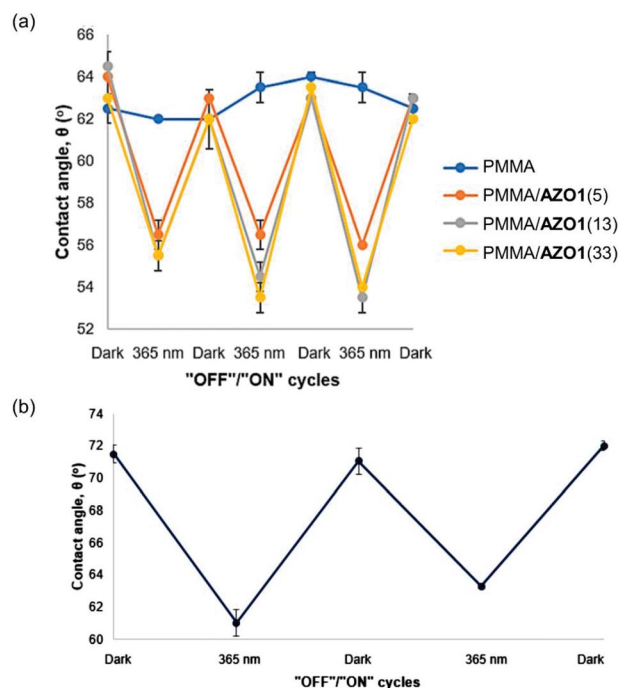 (a)
66
64
62
60
58
56
54
52
Contact angle, θ (º)
Dark 365 nm Dark 365 nm Dark 365 nm Dark
"OFF"/"ON" cycles
PMMA
PMMA/AZO1(5)
PMMA/AZO1(13)
PMMA/AZO1(33)
(b)
74
72
70
68
66
64
62
60
Contact angle, θ (º)
Dark 365 nm Dark 365 nm Dark
"OFF"/"ON" cycles